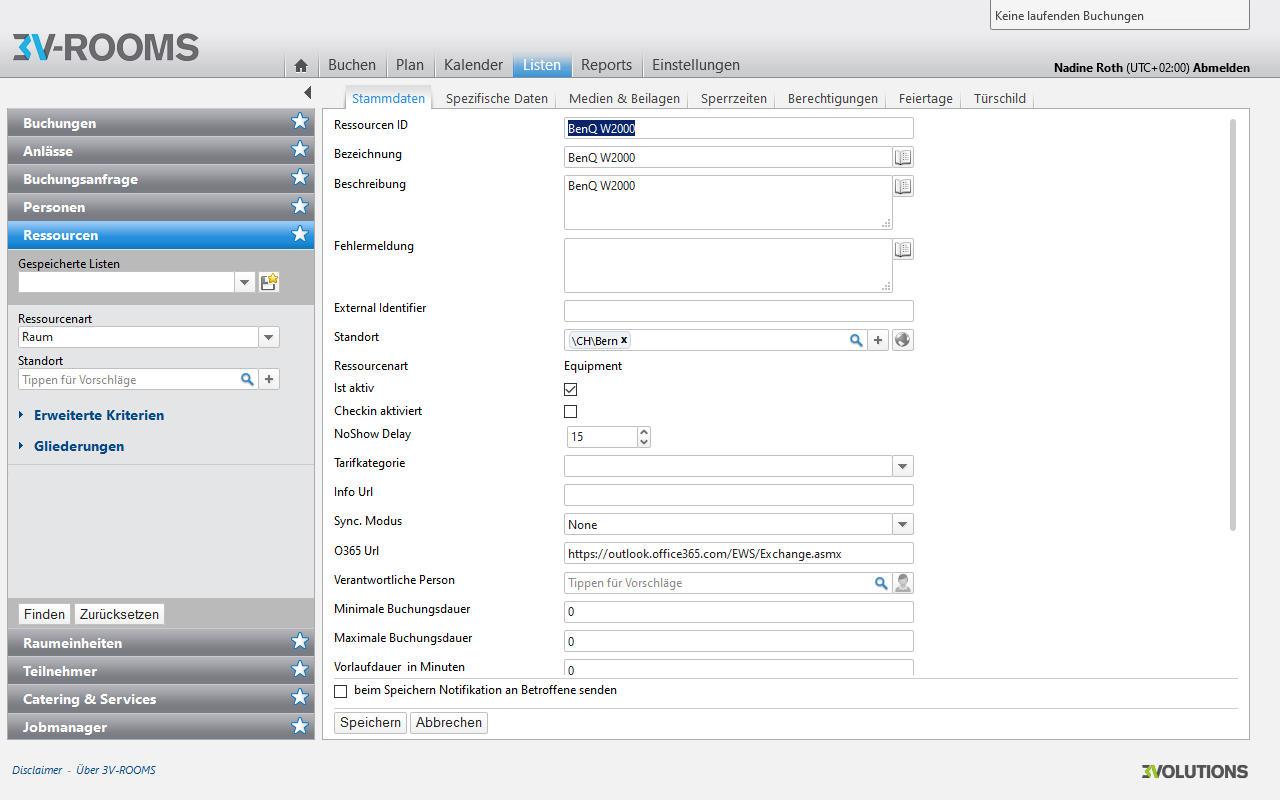 Keine laufenden Buchungen
3V-ROOMS
Buchen Plan Kalender Listen Reports Einstellungen
Nadine Roth (UTC+02:00) Abmelden
Stammdaten Spezifische Daten Medien & Beilagen Sperrzeiten Berechtigungen Feiertage Türschild
Buchungen
Anlässe
Buchungsanfrage
Personen
Ressourcen
Gespeicherte Listen
Ressourcenart
Raum
Standort
Tippen für Vorschläge
Erweiterte Kriterien
Gliederungen
Finden Zurücksetzen
Raumeinheiten
Teilnehmer
Catering & Services
Jobmanager
Ressourcen ID BenQ W2000
Bezeichnung BenQ W2000
Beschreibung BenQ W2000
Fehlermeldung
External Identifier
Standort \CH\Bern x
Ressourcenart Equipment
Ist aktiv
Checkin aktiviert
NoShow Delay 15
Tarifkategorie
Info Url
Sync. Modus None
O365 Url https://outlook.office365.com/EWS/Exchange.asmx
Verantwortliche Person Tippen für Vorschläge
Minimale Buchungsdauer 0
Maximale Buchungsdauer 0
Vorlaufdauer in Minuten 0
beim Speichern Notifikation an Betroffene senden
Speichern Abbrechen
Disclaimer - Über 3V-ROOMS
3VOLUTIONS